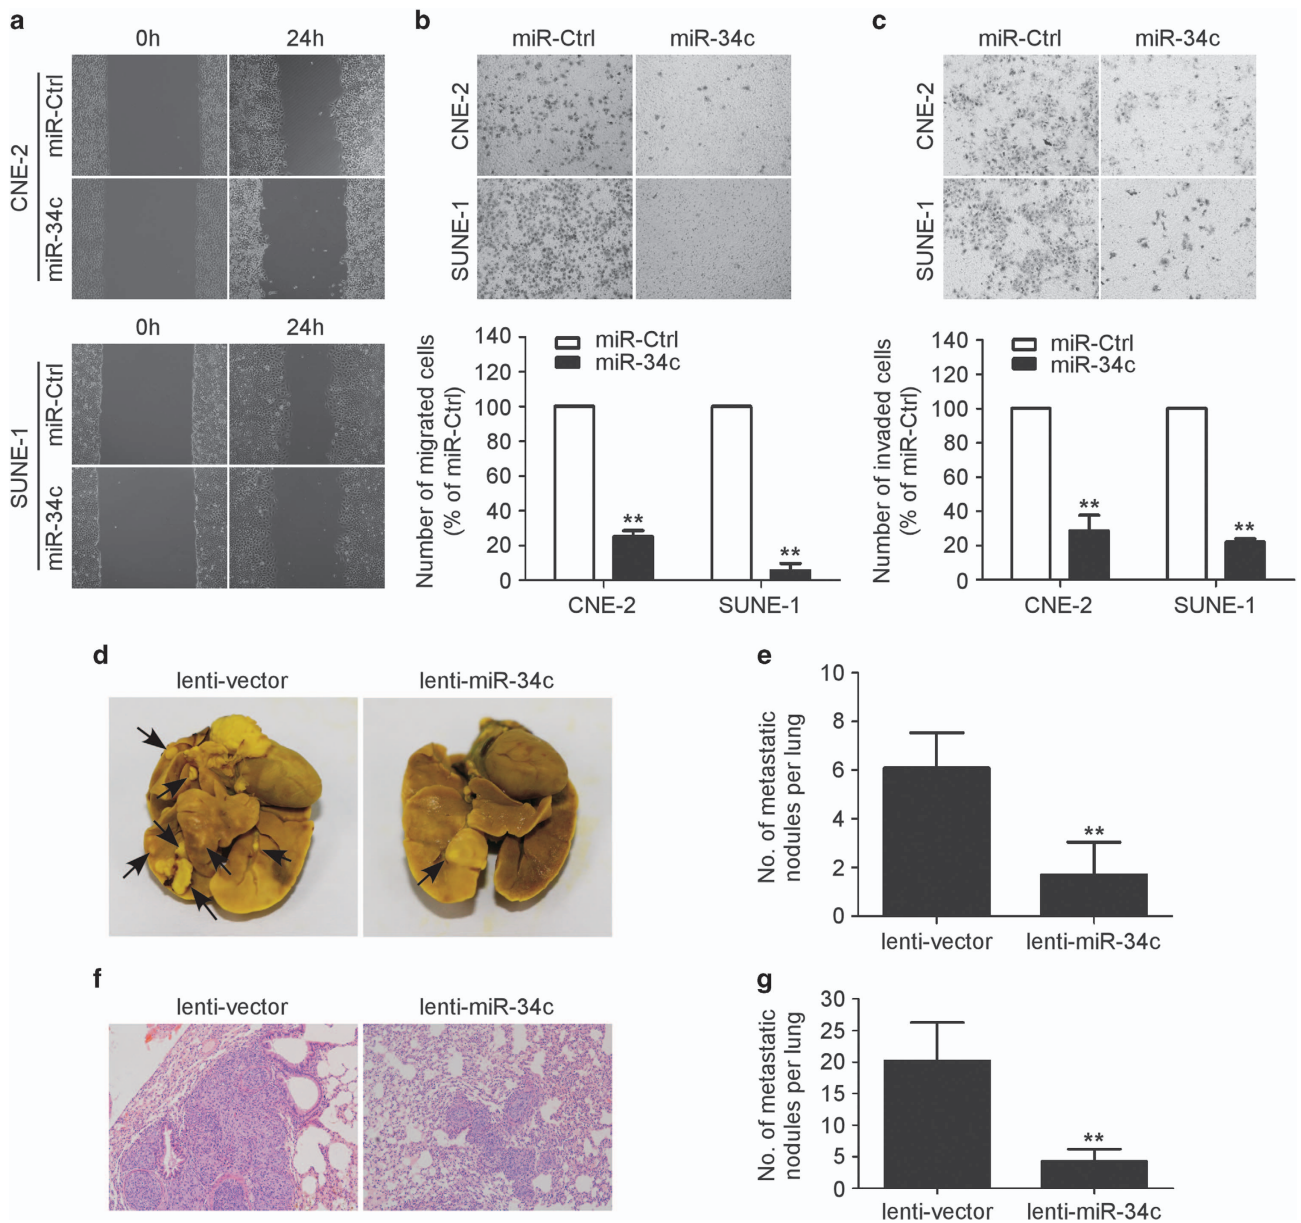 a
0h 24h
CNE-2
miR-Ctrl
miR-34c
0h 24h
SUNE-1
miR-Ctrl
miR-34c
b
miR-Ctrl miR-34c
CNE-2
SUNE-1
Number of migrated cells
(% of miR-Ctrl)
140
120
100
80
60
40
20
0
miR-Ctrl
miR-34c
**
**
CNE-2 SUNE-1
c
miR-Ctrl miR-34c
CNE-2
SUNE-1
Number of invaded cells
(% of miR-Ctrl)
140
120
100
80
60
40
20
0
miR-Ctrl
miR-34c
**
**
CNE-2 SUNE-1
d
lenti-vector lenti-miR-34c
e
No. of metastatic
nodules per lung
10
8
6
4
2
0
**
lenti-vector lenti-miR-34c
f
lenti-vector lenti-miR-34c
g
No. of metastatic
nodules per lung
30
25
20
15
10
5
0
**
lenti-vector lenti-miR-34c